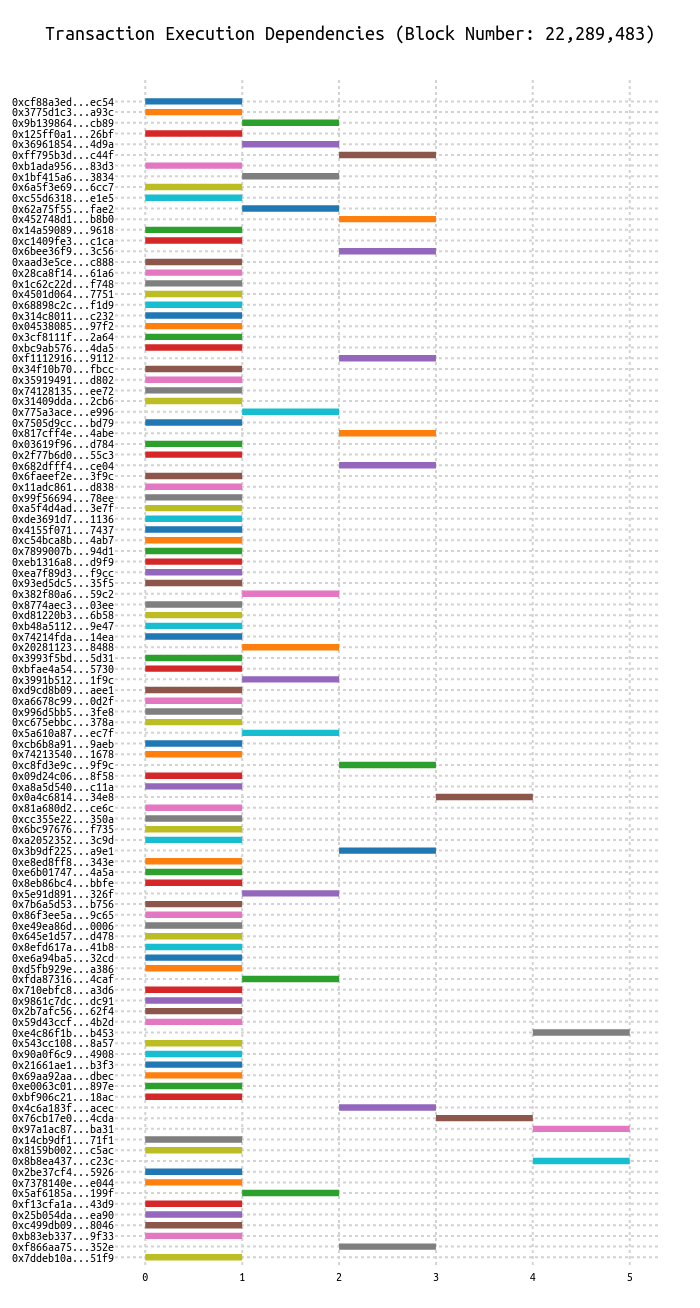 Transaction Execution Dependencies (Block Number: 22,289,483)
0xcf88a3ed...ec54
0x3775d1c3...a93c
0x9b139864...cb89
0x125ff0a1...26bf
0x36961854...4d9a
0xff795b3d...c44f
0xb1ada956...83d3
0x1bf415a6...3834
0x6a5f3e69...6cc7
0xc55d6318...e1e5
0x62a75f55...fae2
0x452748d1...b8b0
0x14a59089...9618
0xc1409fe3...c1ca
0x6bee36f9...3c56
0xaad3e5ce...c888
0x28ca8f14...61a6
0x1c62c22d...f748
0x4501d064...7751
0x68898c2c...f1d9
0x314c8011...c232
0x04538085...97f2
0x3cf8111f...2a64
0xbc9ab576...4da5
0xf1112916...9112
0x34f10b70...fbcc
0x35919491...d802
0x74128135...ee72
0x31409dda...2cb6
0x775a3ace...e996
0x7505d9cc...bd79
0x817cff4e...4abe
0x03619f96...d784
0x2f77b6d0...55c3
0x682dfff4...ce04
0x6faeef2e...3f9c
0x11adc861...d838
0x99f56694...78ee
0xa5f4d4ad...3e7f
0xde3691d7...1136
0x4155f071...7437
0xc54bca8b...4ab7
0x7899007b...94d1
0xeb1316a8...d9f9
0xea7f89d3...f9cc
0x93ed5dc5...35f5
0x382f80a6...59c2
0x8774aec3...03ee
0xd81220b3...6b58
0xb48a5112...9e47
0x74214fda...14ea
0x20281123...8488
0x3993f5bd...5d31
0xbfae4a54...5730
0x3991b512...1f9c
0xd9cd8b09...aee1
0xa6678c99...0d2f
0x996d5bb5...3fe8
0xc675ebbc...378a
0x5a610a87...ec7f
0xcb6b8a91...9aeb
0x74213540...1678
0xc8fd3e9c...9f9c
0x09d24c06...8f58
0xa8a5d540...c11a
0x0a4c6814...34e8
0x81a680d2...ce6c
0xcc355e22...350a
0x6bc97676...f735
0xa2052352...3c9d
0x3b9df225...a9e1
0xe8ed8ff8...343e
0xe6b01747...4a5a
0x8eb86bc4...bbfe
0x5e91d891...326f
0x7b6a5d53...b756
0x86f3ee5a...9c65
0xe49ea86d...0006
0x645e1d57...d478
0x8efd617a...41b8
0xe6a94ba5...32cd
0xd5fb929e...a386
0xfda87316...4caf
0x710ebfc8...a3d6
0x9861c7dc...dc91
0x2b7afc56...62f4
0x59d43ccf...4b2d
0xe4c86f1b...b453
0x543cc108...8a57
0x90a0f6c9...4908
0x21661ae1...b3f3
0x69aa92aa...dbec
0xe0063c01...897e
0xbf906c21...18ac
0x4c6a183f...acec
0x76cb17e0...4cda
0x97a1ac87...ba31
0x14cb9df1...71f1
0x8159b002...c5ac
0x8b8ea437...c23c
0x2be37cf4...5926
0x7378140e...e044
0x5af6185a...199f
0xf13cfa1a...43d9
0x25b054da...ea90
0xc499db09...8046
0xb83eb337...9f33
0xf866aa75...352e
0x7ddeb10a...51f9
0 1 2 3 4 5